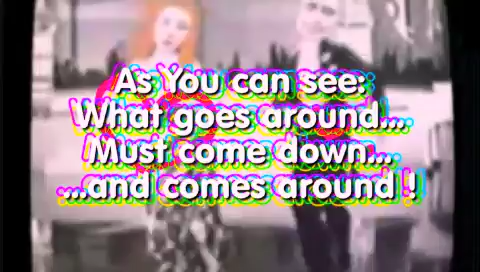 As You can see:
What goes around...
Must come down...
....and comes around !